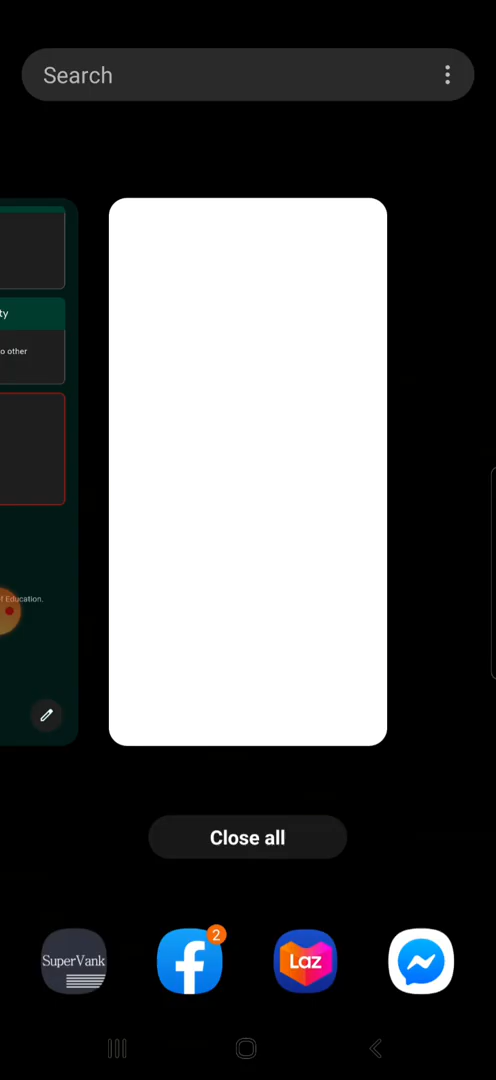 Search
ty
o other
f Education.
Close all
2
SuperVank
Laz